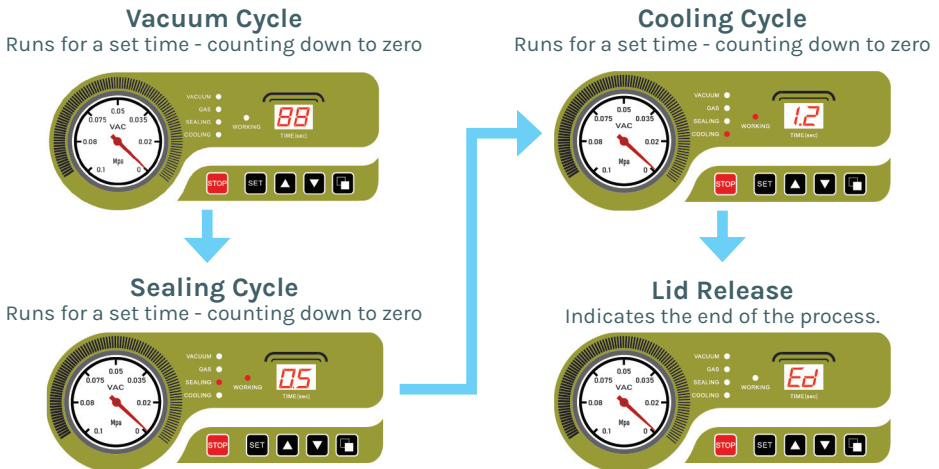 Vacuum Cycle
Runs for a set time - counting down to zero
0.05
0.075 0.035
VAC
0.08 0.02
Mpa
0.1 0
VACUUM
GAS
SEALING
COOLING
WORKING
88
TIME(sec)
STOP SET
Sealing Cycle
Runs for a set time - counting down to zero
0.05
0.075 0.035
VAC
0.08 0.02
Mpa
0.1 0
VACUUM
GAS
SEALING
COOLING
WORKING
0.5
TIME(sec)
STOP SET
Cooling Cycle
Runs for a set time - counting down to zero
0.05
0.075 0.035
VAC
0.08 0.02
Mpa
0.1 0
VACUUM
GAS
SEALING
COOLING
WORKING
1.2
TIME(sec)
STOP SET
Lid Release
Indicates the end of the process.
0.05
0.075 0.035
VAC
0.08 0.02
Mpa
0.1 0
VACUUM
GAS
SEALING
COOLING
WORKING
Ed
TIME(sec)
STOP SET